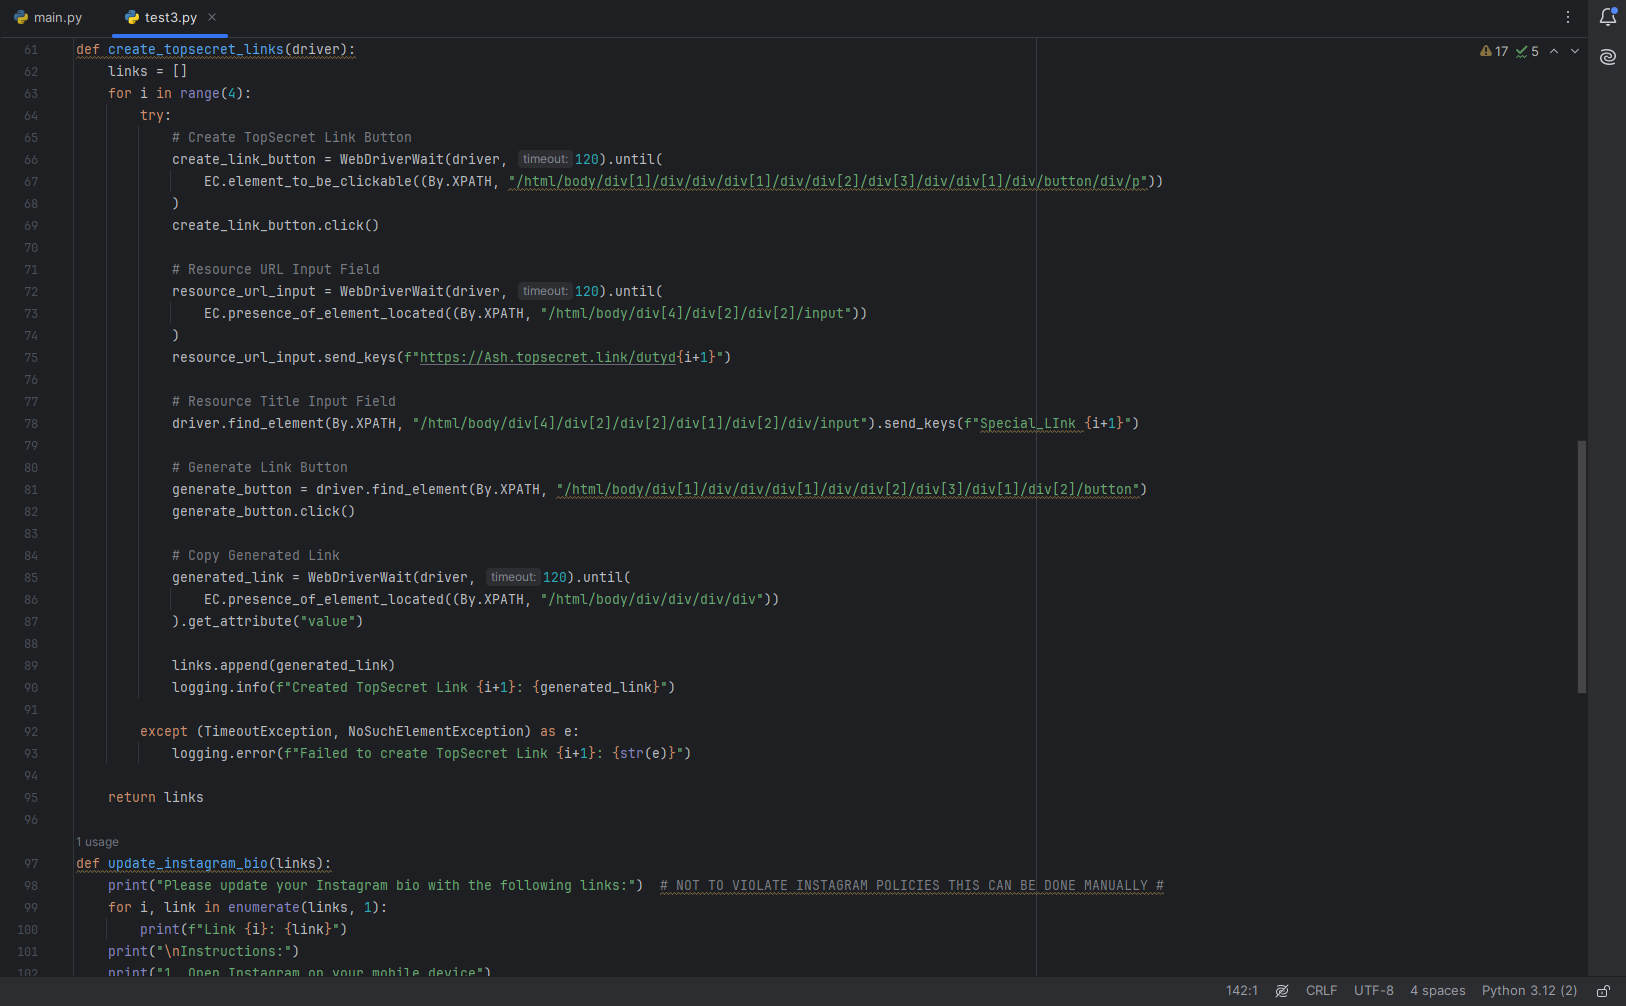 main.py test3.py
61 def create_topsecret_links(driver): 17 5
62 links = []
63 for i in range(4):
64 try:
65 # Create TopSecret Link Button
66 create_link_button = WebDriverWait(driver, timeout: 120).until(
67 EC.element_to_be_clickable((By.XPATH, "/html/body/div[1]/div/div/div[1]/div/div[2]/div[3]/div/div[1]/div/button/div/p"))
68 )
69 create_link_button.click()
70
71 # Resource URL Input Field
72 resource_url_input = WebDriverWait(driver, timeout: 120).until(
73 EC.presence_of_element_located((By.XPATH, "/html/body/div[4]/div[2]/div[2]/input"))
74 )
75 resource_url_input.send_keys(f"https://Ash.topsecret.link/dutyd{i+1}")
76
77 # Resource Title Input Field
78 driver.find_element(By.XPATH, "/html/body/div[4]/div[2]/div[2]/div[1]/div[2]/div/input").send_keys(f"Special_LInk {i+1}")
79
80 # Generate Link Button
81 generate_button = driver.find_element(By.XPATH, "/html/body/div[1]/div/div/div[1]/div/div[2]/div[3]/div[1]/div[2]/button")
82 generate_button.click()
83
84 # Copy Generated Link
85 generated_link = WebDriverWait(driver, timeout: 120).until(
86 EC.presence_of_element_located((By.XPATH, "/html/body/div/div/div/div"))
87 ).get_attribute("value")
88
89 links.append(generated_link)
90 logging.info(f"Created TopSecret Link {i+1}: {generated_link}")
91
92 except (TimeoutException, NoSuchElementException) as e:
93 logging.error(f"Failed to create TopSecret Link {i+1}: {str(e)}")
94
95 return links
96
1 usage
97 def update_instagram_bio(links):
98 print("Please update your Instagram bio with the following links:") # NOT TO VIOLATE INSTAGRAM POLICIES THIS CAN BE DONE MANUALLY #
99 for i, link in enumerate(links, 1):
100 print(f"Link {i}: {link}")
101 print("\nInstructions:")
102 print("1. Open Instagram on your mobile device")
142:1 CRLF UTF-8 4 spaces Python 3.12 (2)